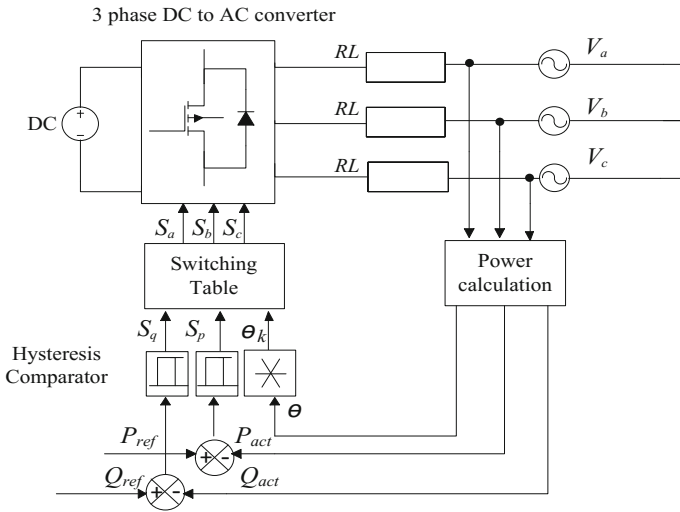 3 phase DC to AC converter
RL
V_a
DC
+
−
RL
V_b
RL
V_c
S_a S_b S_c
Switching
Table
Power
calculation
S_q S_p ɵ_k
Hysteresis
Comparator
ɵ
P_ref P_act
+ -
Q_ref Q_act
+ -